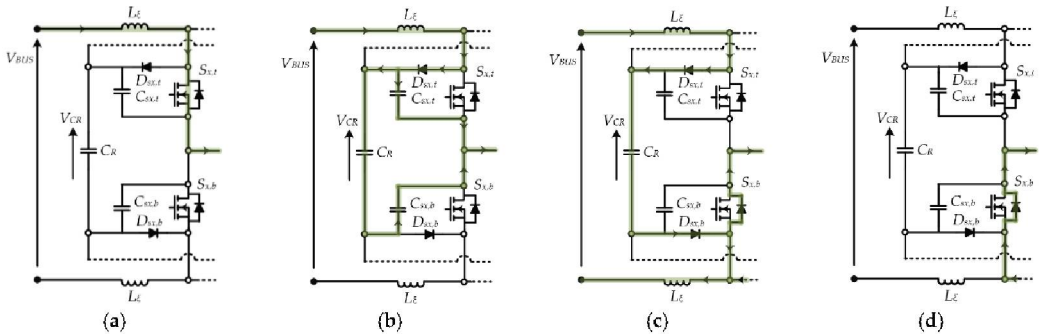 Lξ
VBUS
Sx,t
Dsx,t
Csx,t
VCR
CR
Sx,b
Csx,b
Dsx,b
Lξ
(a)
Lξ
VBUS
Sx,t
Dsx,t
Csx,t
VCR
CR
Sx,b
Csx,b
Dsx,b
Lξ
(b)
Lξ
VBUS
Sx,t
Dsx,t
Csx,t
VCR
CR
Sx,b
Csx,b
Dsx,b
Lξ
(c)
Lξ
VBUS
Sx,t
Dsx,t
Csx,t
VCR
CR
Sx,b
Csx,b
Dsx,b
Lξ
(d)